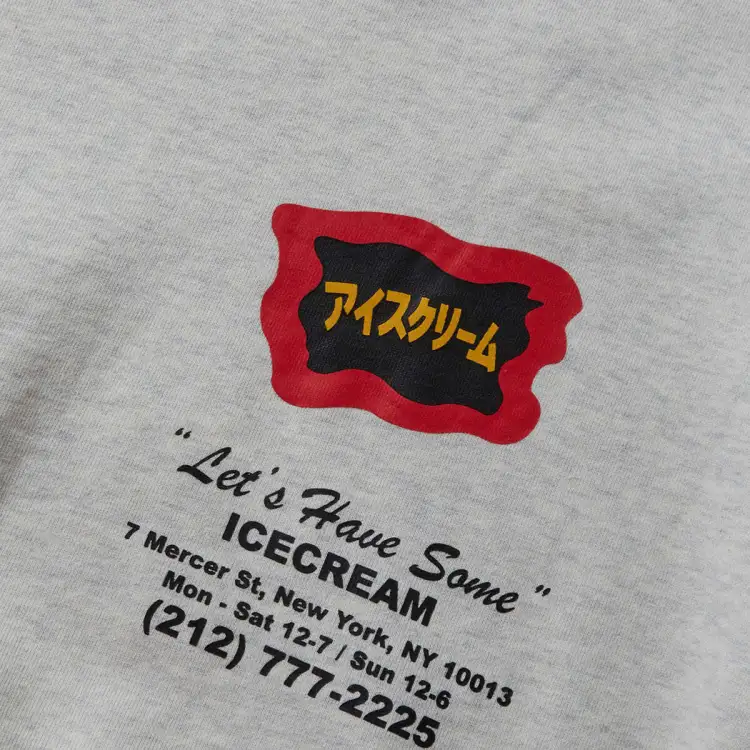 アイスクリーム
"Let's Have Some"
ICECREAM
7 Mercer St, New York, NY 10013
Mon - Sat 12-7 / Sun 12-6
(212) 777-2225